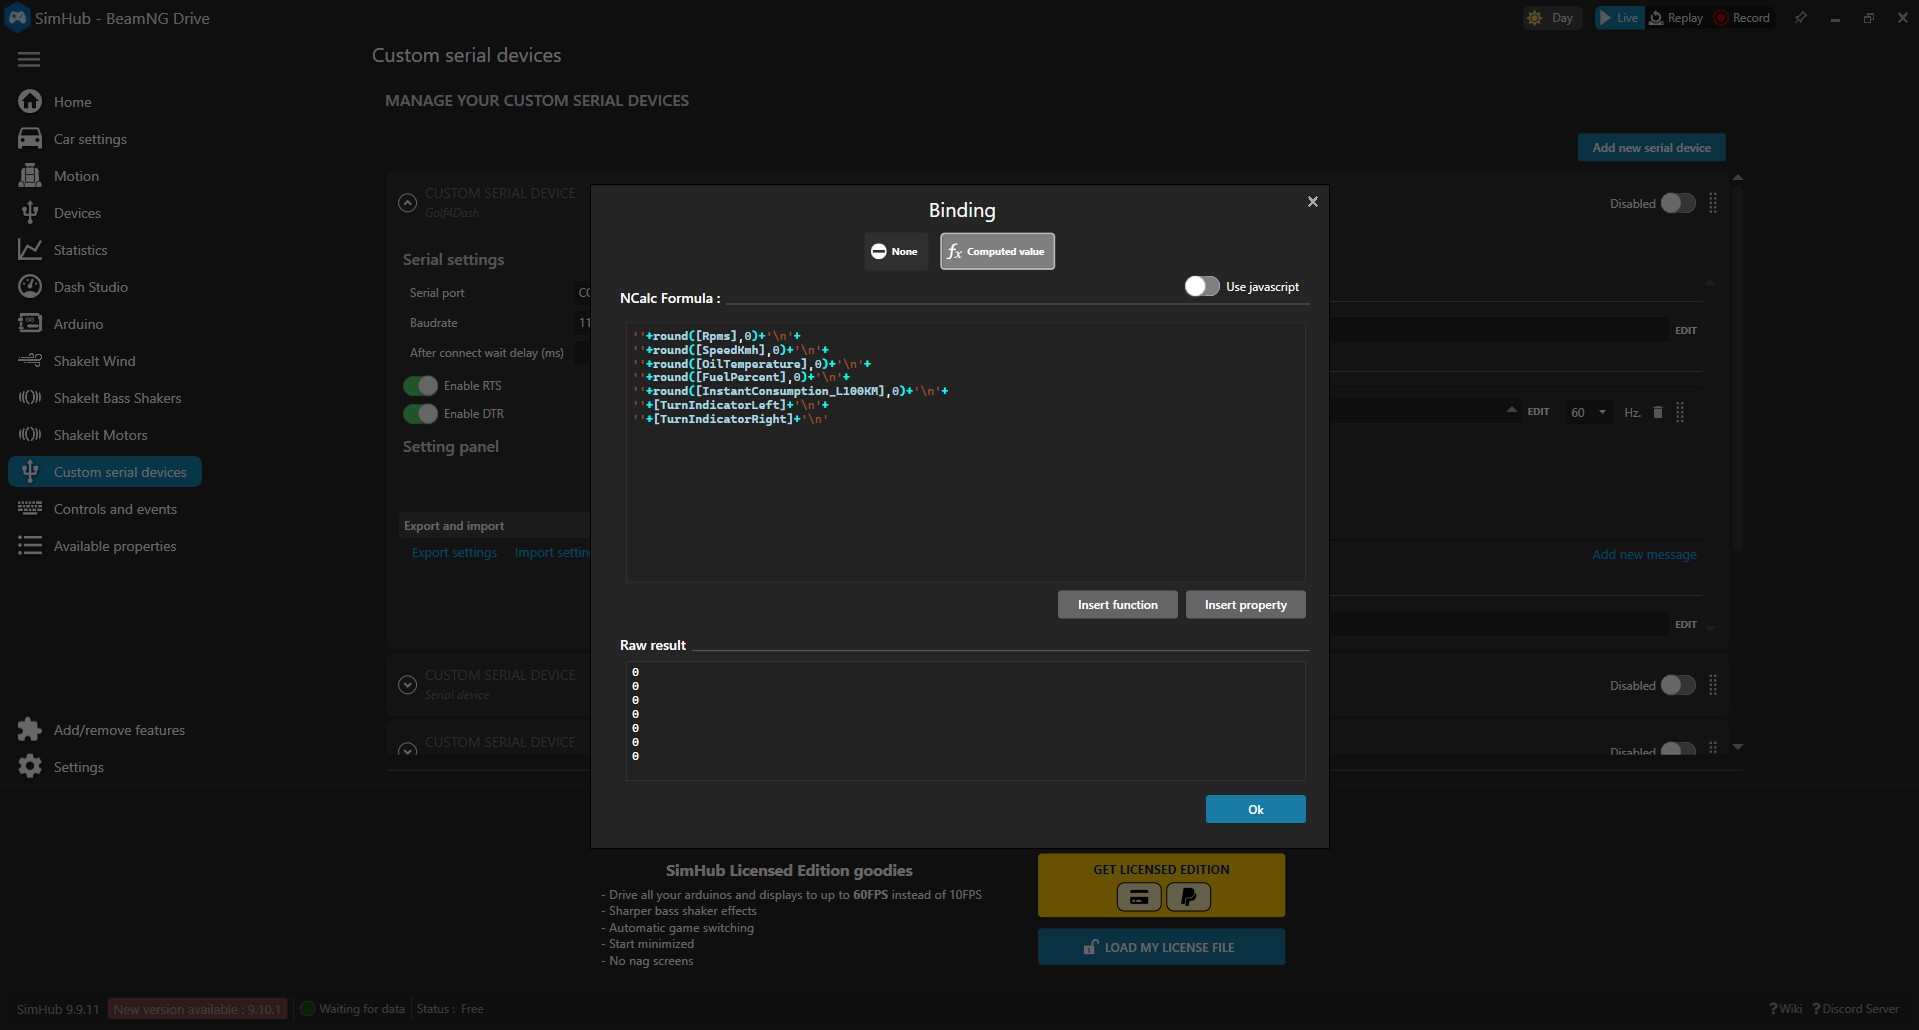 SimHub - BeamNG Drive
Day
Live
Replay
Record
Custom serial devices
MANAGE YOUR CUSTOM SERIAL DEVICES
Home
Car settings
Motion
Devices
Statistics
Dash Studio
Arduino
ShakeIt Wind
ShakeIt Bass Shakers
ShakeIt Motors
Custom serial devices
Controls and events
Available properties
Add/remove features
Settings
Add new serial device
CUSTOM SERIAL DEVICE
Golf4Dash
Disabled
Serial settings
Serial port
CO
Baudrate
11
After connect wait delay (ms)
Enable RTS
Enable DTR
Setting panel
Export and import
Export settings
Import settin
EDIT
EDIT
60
Hz.
Add new message
EDIT
CUSTOM SERIAL DEVICE
Serial device
Disabled
CUSTOM SERIAL DEVICE
Disabled
Binding
None
fx Computed value
Use javascript
NCalc Formula :
''+round([Rpms],0)+'\n'+
''+round([SpeedKmh],0)+'\n'+
''+round([OilTemperature],0)+'\n'+
''+round([FuelPercent],0)+'\n'+
''+round([InstantConsumption_L100KM],0)+'\n'+
''+[TurnIndicatorLeft]+'\n'+
''+[TurnIndicatorRight]+'\n'
Insert function
Insert property
Raw result
0
0
0
0
0
0
0
Ok
SimHub Licensed Edition goodies
- Drive all your arduinos and displays to up to 60FPS instead of 10FPS
- Sharper bass shaker effects
- Automatic game switching
- Start minimized
- No nag screens
GET LICENSED EDITION
LOAD MY LICENSE FILE
SimHub 9.9.11
New version available : 9.10.1
Waiting for data
Status : Free
?Wiki
?Discord Server